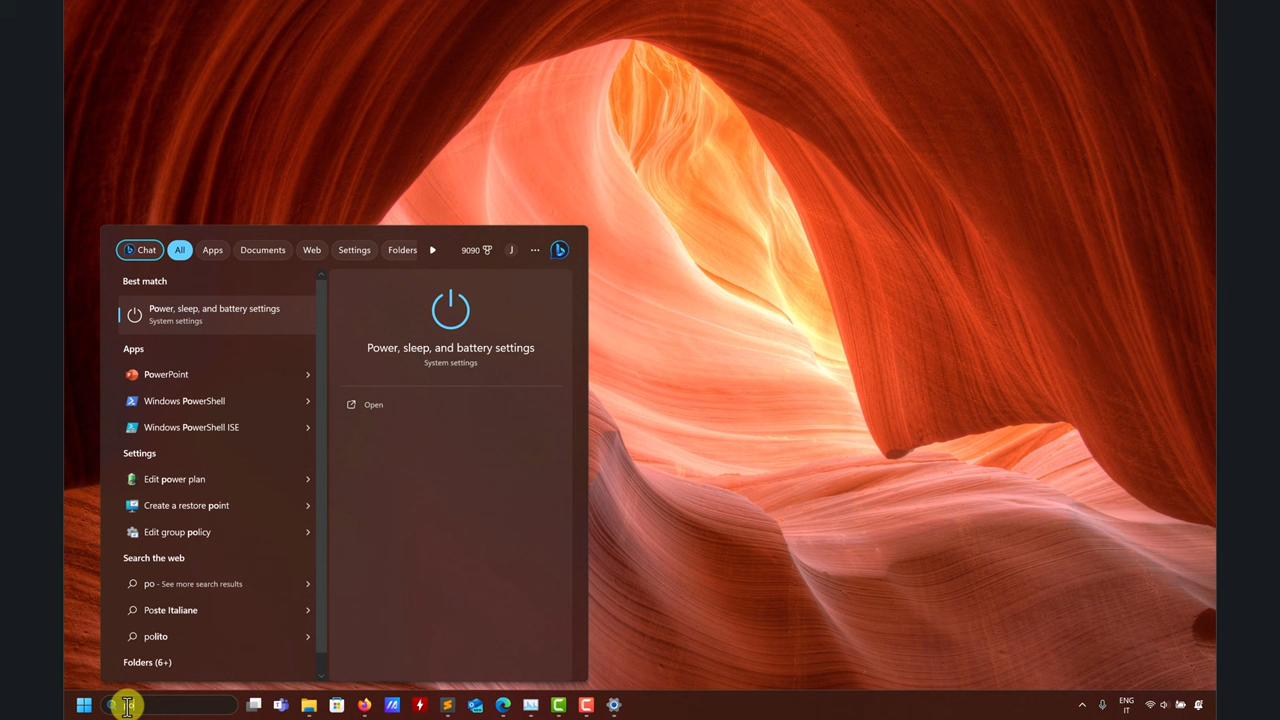 Chat
All
Apps
Documents
Web
Settings
Folders
9090
J
Best match
Power, sleep, and battery settings
System settings
Apps
PowerPoint
Windows PowerShell
Windows PowerShell ISE
Settings
Edit power plan
Create a restore point
Edit group policy
Search the web
po - See more search results
Poste Italiane
polito
Folders (6+)
Power, sleep, and battery settings
System settings
Open
ENG
IT